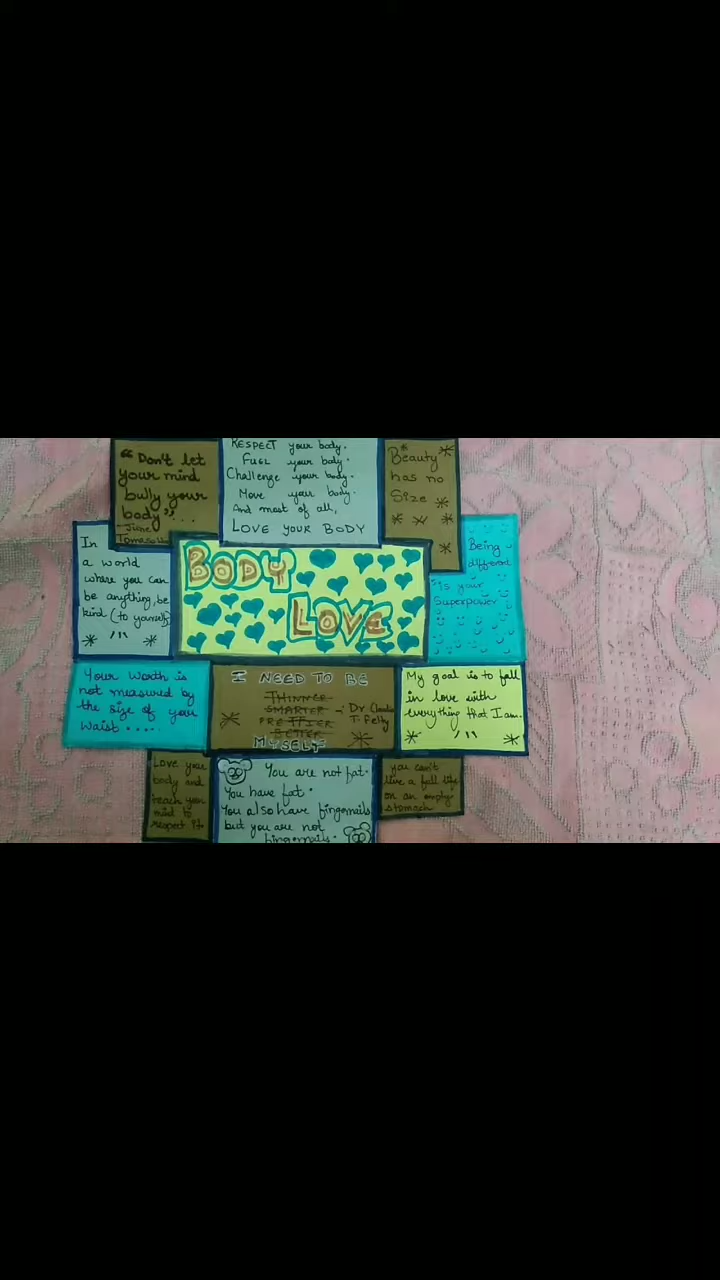 “Don't let
your mind
bully your
body”...
RESPECT your body.
FUEL your body.
Challenge your body.
Move your body.
And most of all,
LOVE YOUR BODY
Beauty
has no
Size
In
a world
where you can
be anything, be
kind (to yourself)
BODY
LOVE
Being
different
"is your
Superpower
Your worth is
not measured by
the size of your
waist.....
I NEED TO BE
THINNER
SMARTER
PRETTIER
BETTER
MYSELF
- Dr
T.
My goal is to fall
in love with
everything that I am.
Love your
body and
teach your
mind to
respect it.
You are not fat.
You have fat.
You also have fingernails
but you are not
fingernails.
you can't
live a full life
on an empty
stomach